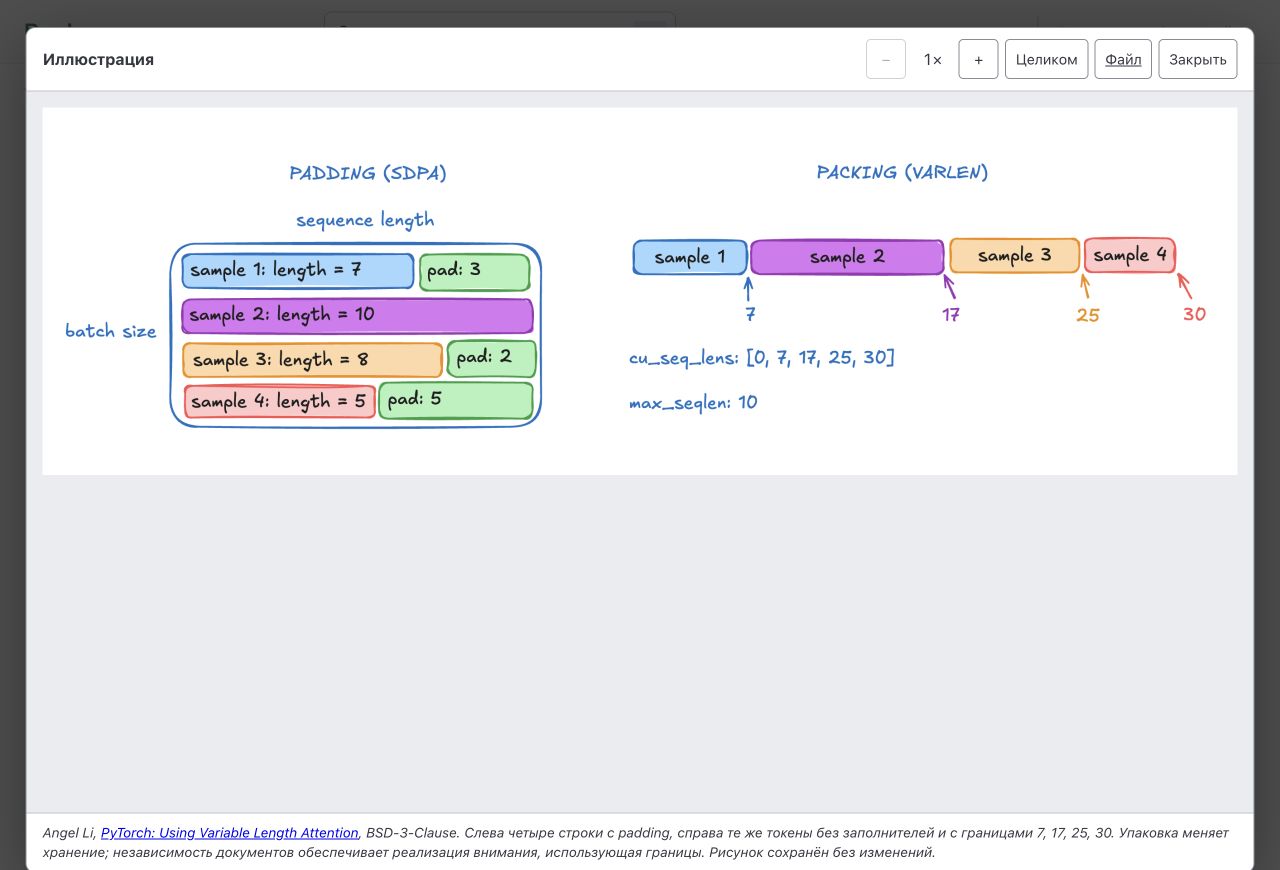 Иллюстрация
−
1×
+
Целиком
Файл
Закрыть
PADDING (SDPA)
sequence length
batch size
sample 1: length = 7
pad: 3
sample 2: length = 10
sample 3: length = 8
pad: 2
sample 4: length = 5
pad: 5
PACKING (VARLEN)
sample 1
sample 2
sample 3
sample 4
7
17
25
30
cu_seq_lens: [0, 7, 17, 25, 30]
max_seqlen: 10
Angel Li, PyTorch: Using Variable Length Attention, BSD-3-Clause. Слева четыре строки с padding, справа те же токены без заполнителей и с границами 7, 17, 25, 30. Упаковка меняет
хранение; независимость документов обеспечивает реализация внимания, использующая границы. Рисунок сохранён без изменений.